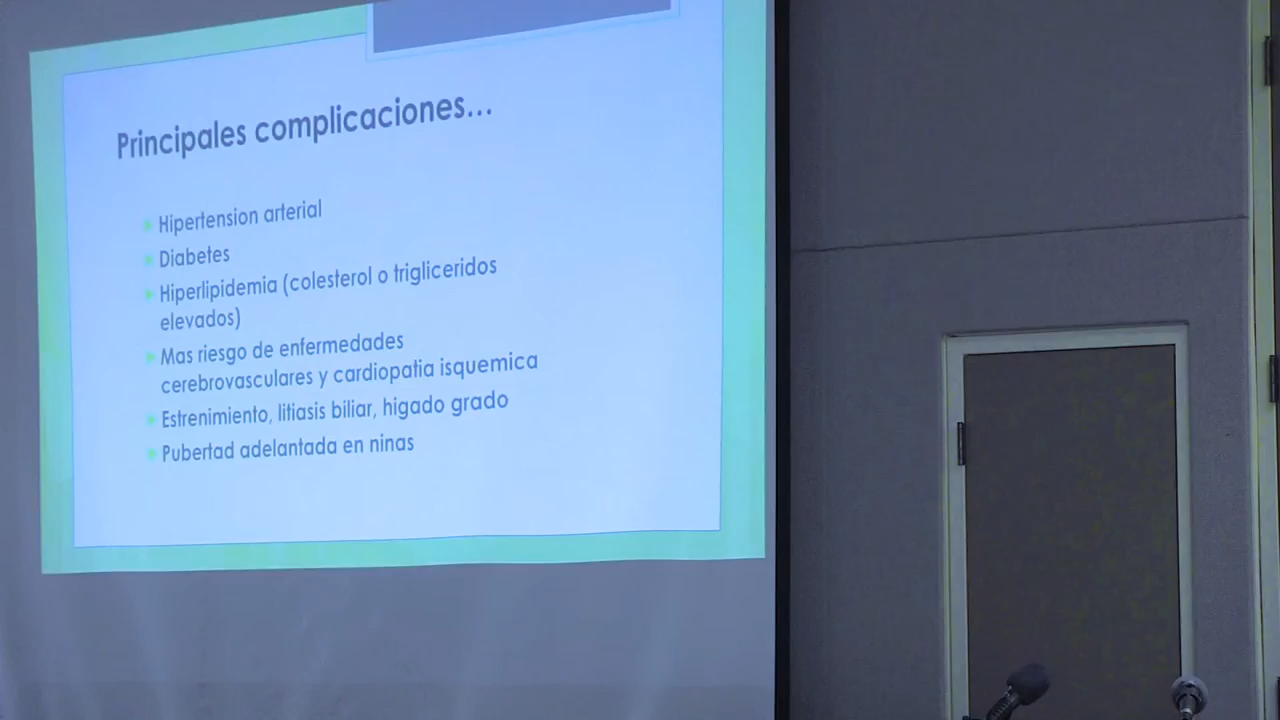 Principales complicaciones...
Hipertension arterial
Diabetes
Hiperlipidemia (colesterol o trigliceridos
elevados)
Mas riesgo de enfermedades
cerebrovasculares y cardiopatia isquemica
Estrenimiento, litiasis biliar, higado grado
Pubertad adelantada en ninas